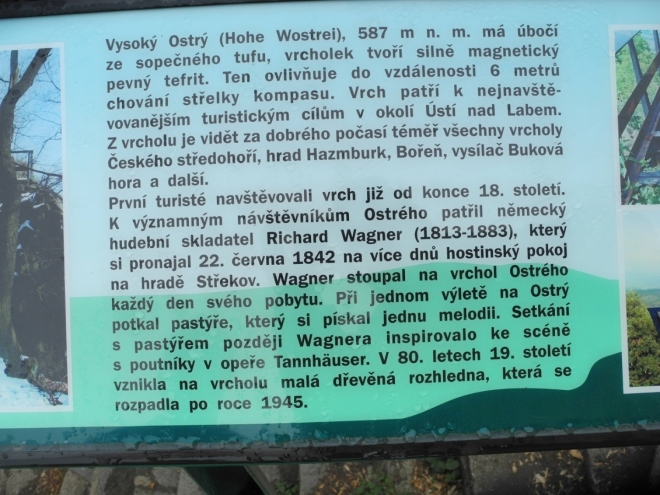 Vysoký Ostrý (Hohe Wostrei), 587 m n. m. má úbočí
ze sopečného tufu, vrcholek tvoří silně magnetický
pevný tefrit. Ten ovlivňuje do vzdálenosti 6 metrů
chování střelky kompasu. Vrch patří k nejnavště-
vovanějším turistickým cílům v okolí Ústí nad Labem.
Z vrcholu je vidět za dobrého počasí téměř všechny vrcholy
Českého středohoří, hrad Hazmburk, Bořeň, vysílač Buková
hora a další.
První turisté navštěvovali vrch již od konce 18. století.
K významným návštěvníkům Ostrého patřil německý
hudební skladatel Richard Wagner (1813-1883), který
si pronajal 22. června 1842 na více dnů hostinský pokoj
na hradě Střekov. Wagner stoupal na vrchol Ostrého
každý den svého pobytu. Při jednom výletě na Ostrý
potkal pastýře, který si pískal jednu melodii. Setkání
s pastýřem později Wagnera inspirovalo ke scéně
s poutníky v opeře Tannhäuser. V 80. letech 19. století
vznikla na vrcholu malá dřevěná rozhledna, která se
rozpadla po roce 1945.